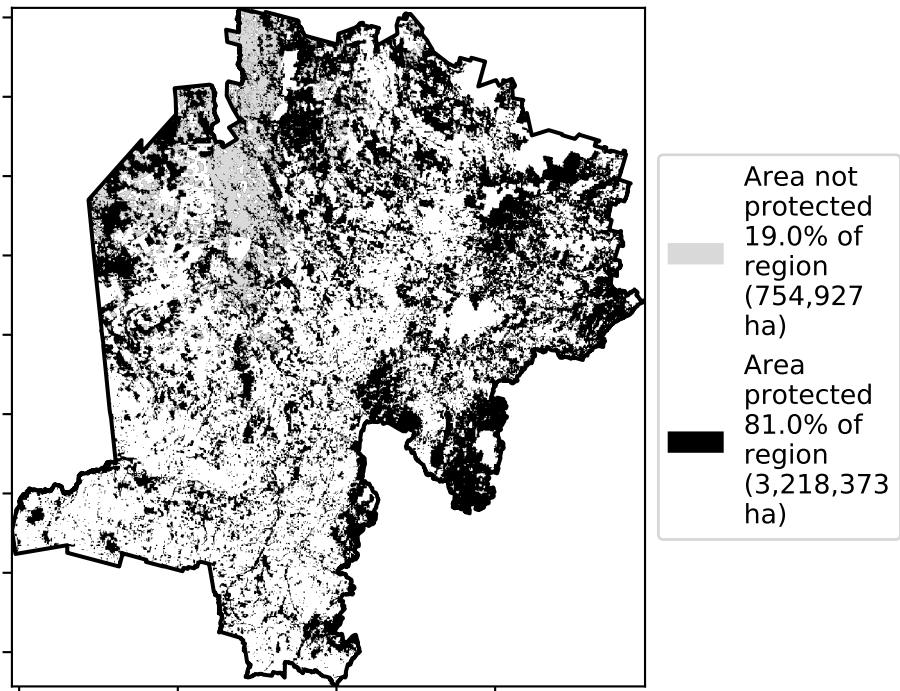 Area not
protected
19.0% of
region
(754,927
ha)
Area
protected
81.0% of
region
(3,218,373
ha)